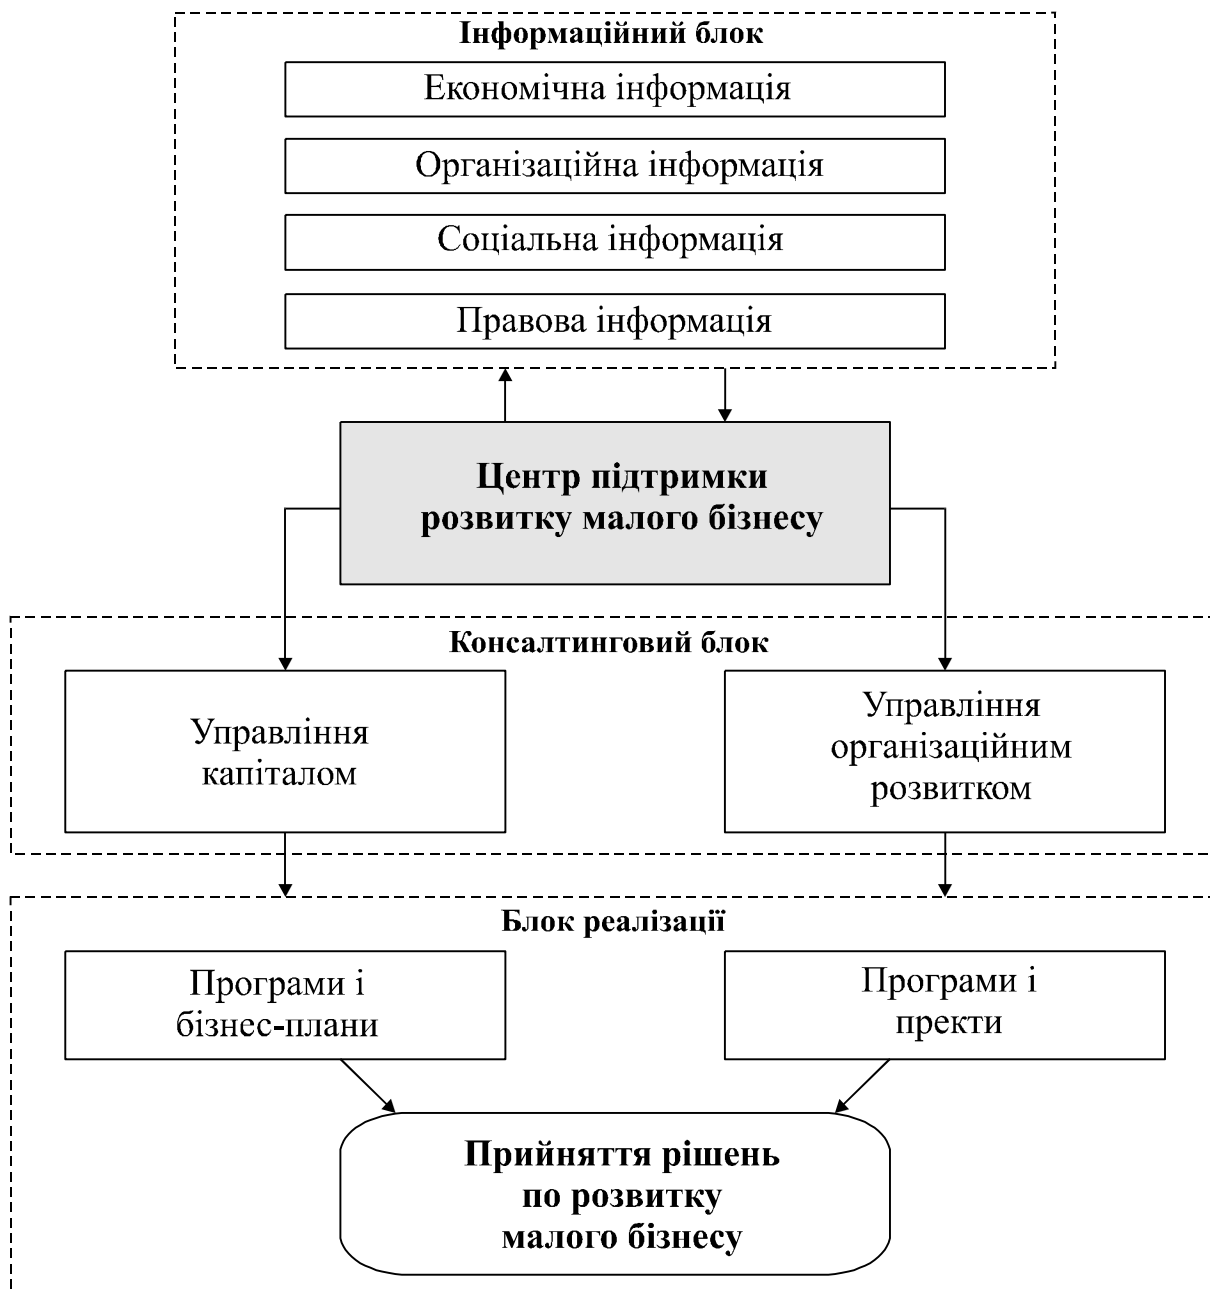 Інформаційний блок
Економічна інформація
Організаційна інформація
Соціальна інформація
Правова інформація
Центр підтримки
розвитку малого бізнесу
Консалтинговий блок
Управління
капіталом
Управління
організаційним
розвитком
Блок реалізації
Програми і
бізнес-плани
Програми і
пректи
Прийняття рішень
по розвитку
малого бізнесу